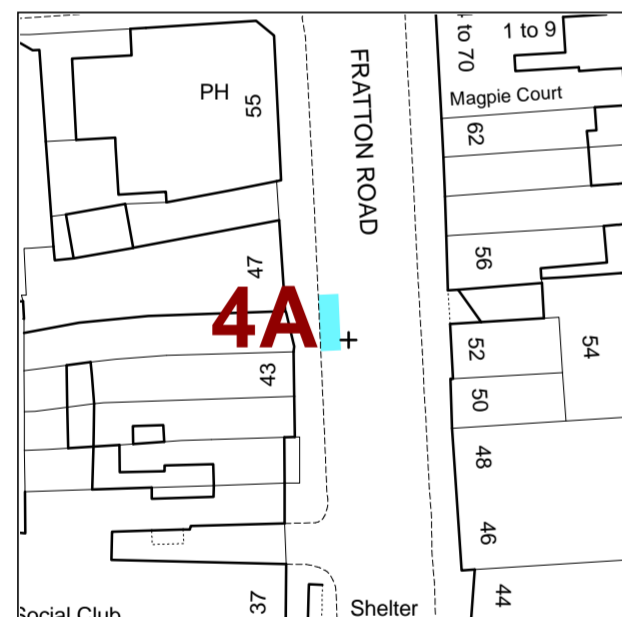 to 70
1 to 9
PH
55
FRATTON ROAD
Magpie Court
62
47
56
4A
52
54
43
50
48
46
37
Shelter
44
Social Club